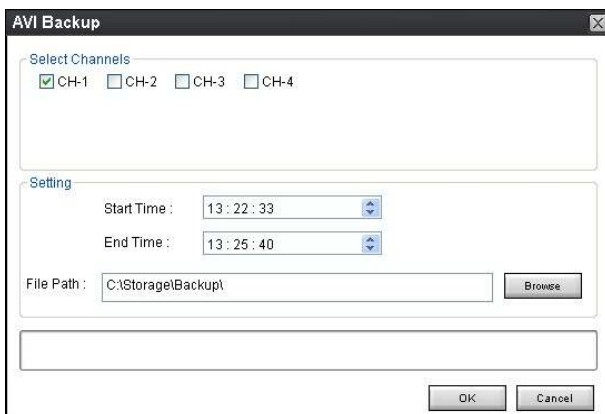 AVI Backup
Select Channels
CH-1 CH-2 CH-3 CH-4
Setting
Start Time : 13 : 22 : 33
End Time : 13 : 25 : 40
File Path : C:\Storage\Backup\ Browse
OK Cancel